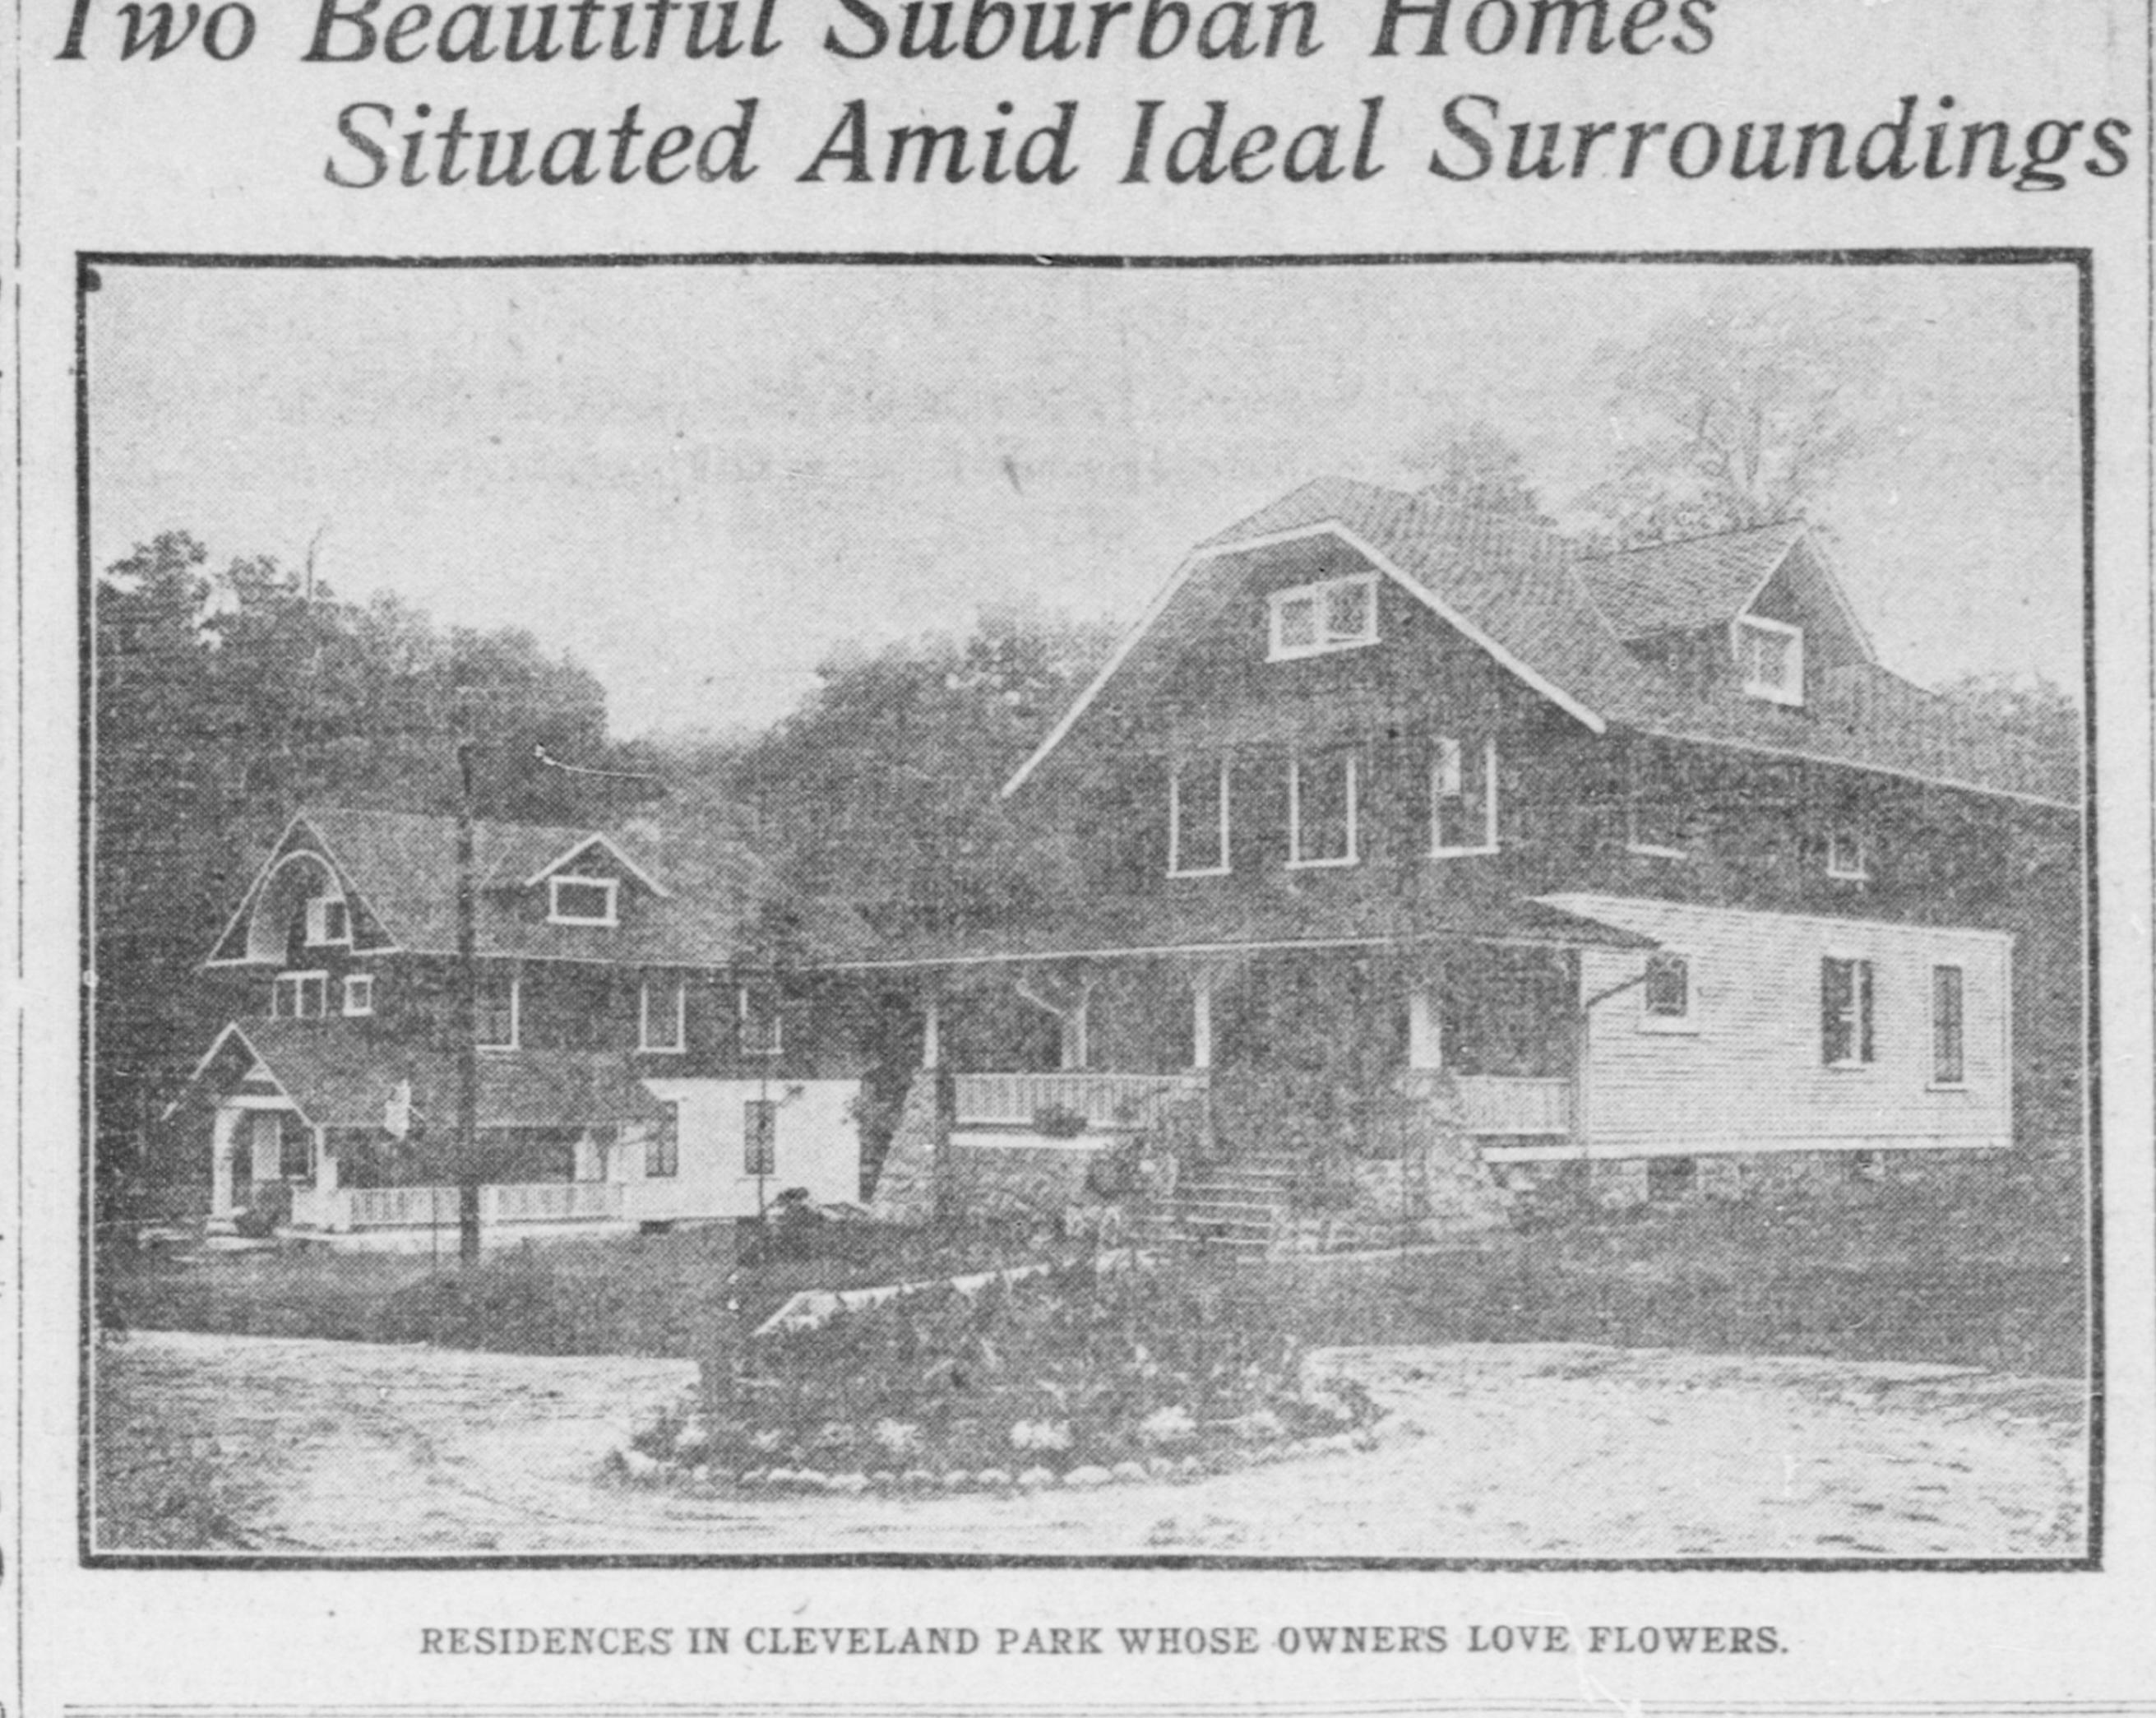 Two Beautiful Suburban Homes
Situated Amid Ideal Surroundings
RESIDENCES IN CLEVELAND PARK WHOSE OWNERS LOVE FLOWERS.